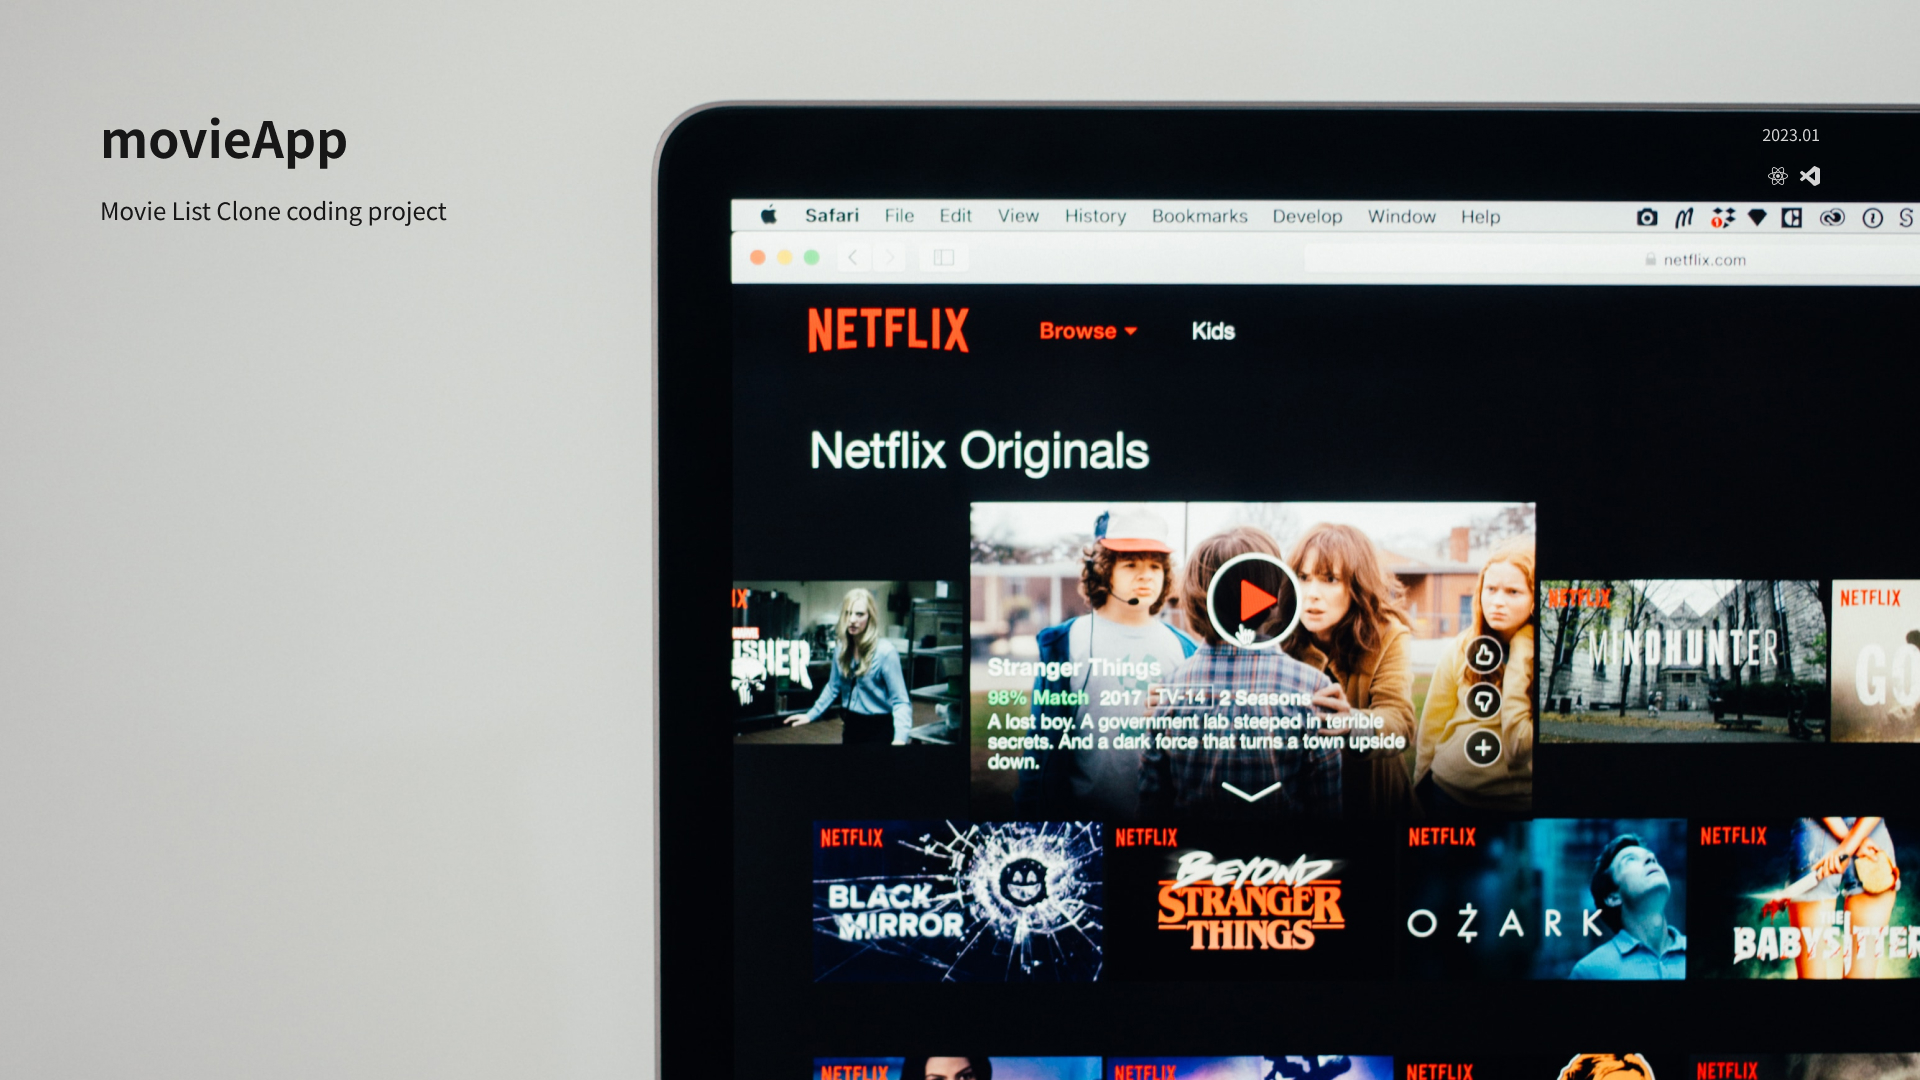 movieApp
Movie List Clone coding project
2023.01
Safari File Edit View History Bookmarks Develop Window Help
1
netflix.com
NETFLIX Browse Kids
Netflix Originals
NETFLIX
MARVEL
Stranger Things
98% Match 2017 TV-14 2 Seasons
A lost boy. A government lab steeped in terrible
secrets. And a dark force that turns a town upside
down.
NETFLIX
MINDHUNTER
NETFLIX
GO
NETFLIX
BLACK
MIRROR
NETFLIX
BEYOND
STRANGER
THINGS
NETFLIX
OZARK
NETFLIX
THE
BABYSITTER
NETFLIX
NETFLIX
NETFLIX
NETFLIX